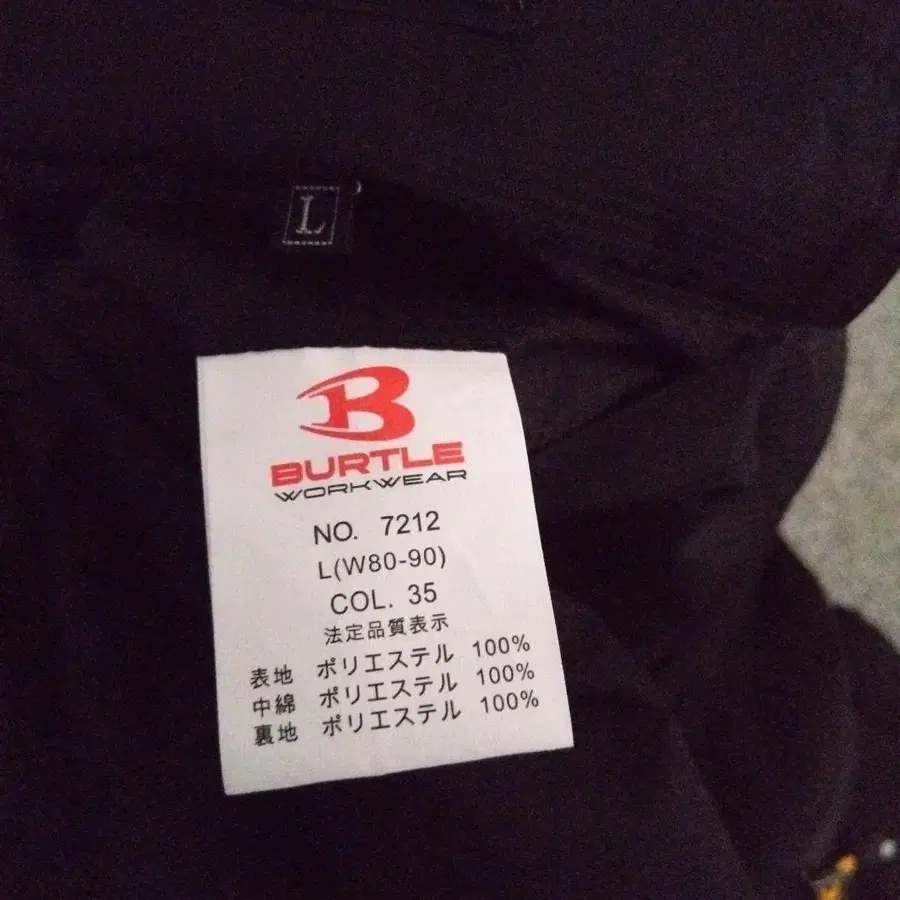 L
B
BURTLE
WORKWEAR
NO. 7212
L(W80-90)
COL. 35
法定品質表示
表地 ポリエステル 100%
中綿 ポリエステル 100%
裏地 ポリエステル 100%